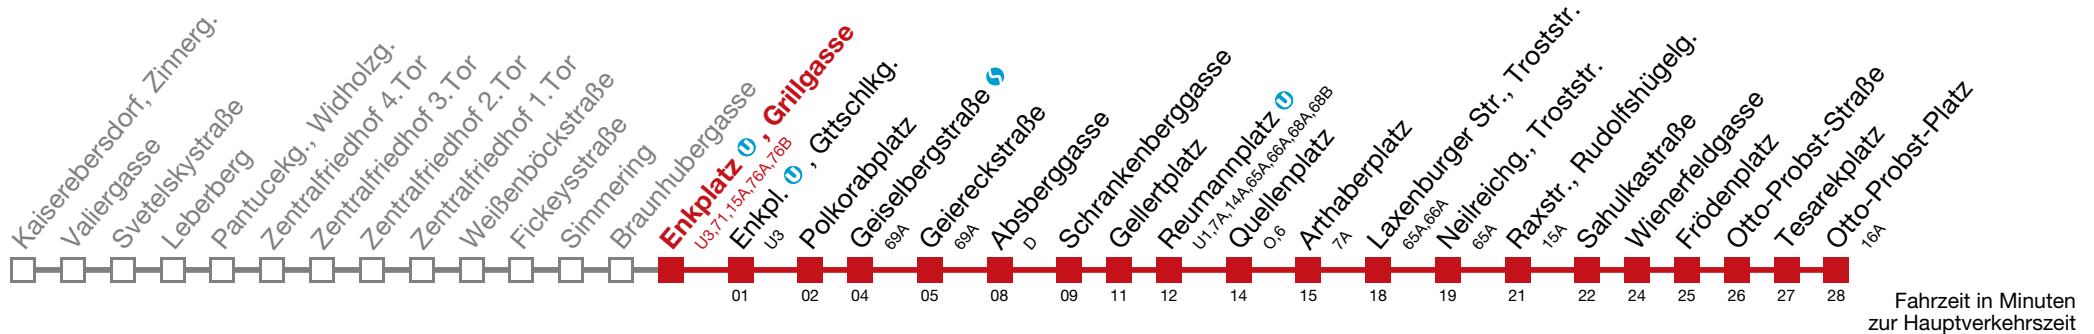 Kaiserebersdorf, Zinnerg.
Valiergasse
Svetelskystraße
Leberberg
Pantucekg., Widholzg.
Zentralfriedhof 4.Tor
Zentralfriedhof 3.Tor
Zentralfriedhof 2.Tor
Zentralfriedhof 1.Tor
Weißenböckstraße
Fickeysstraße
Simmering
Braunhubergasse
Enkplatz U , Grillgasse
U3,71,15A,76A,76B
Enkpl. U , Gttschlkg.
U3
Polkorabplatz
Geiselbergstraße S
69A
Geiereckstraße
69A
Absberggasse
D
Schrankenberggasse
Gellertplatz
Reumannplatz U
U1,7A,14A,65A,66A,68A,68B
Quellenplatz
O,6
Arthaberplatz
7A
Laxenburger Str., Troststr.
65A,66A
Neilreichg., Troststr.
65A
Raxstr., Rudolfshügelg.
15A
Sahulkastraße
Wienerfeldgasse
Frödenplatz
Otto-Probst-Straße
Tesarekplatz
Otto-Probst-Platz
16A
01 02 04 05 08 09 11 12 14 15 18 19 21 22 24 25 26 27 28
Fahrzeit in Minuten
zur Hauptverkehrszeit